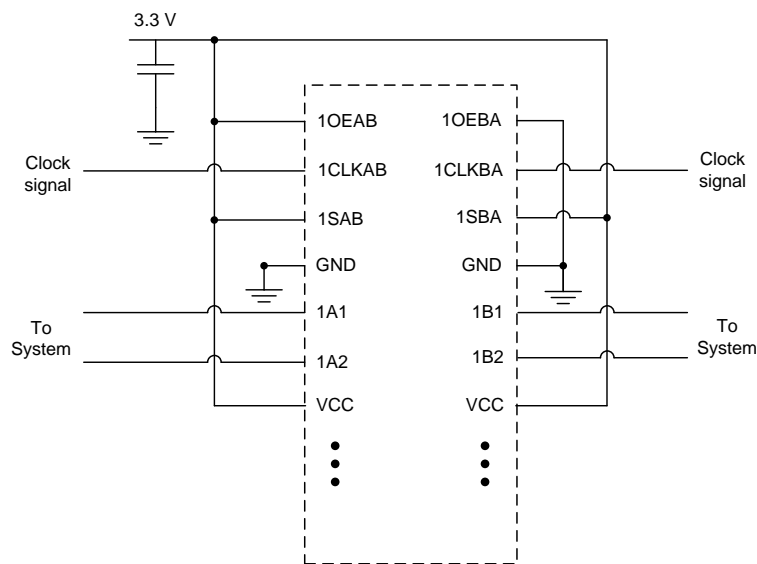 3.3 V
1OEAB
1OEBA
Clock
signal
1CLKAB
1CLKBA
Clock
signal
1SAB
1SBA
GND
GND
1A1
1B1
To
System
To
System
1A2
1B2
VCC
VCC